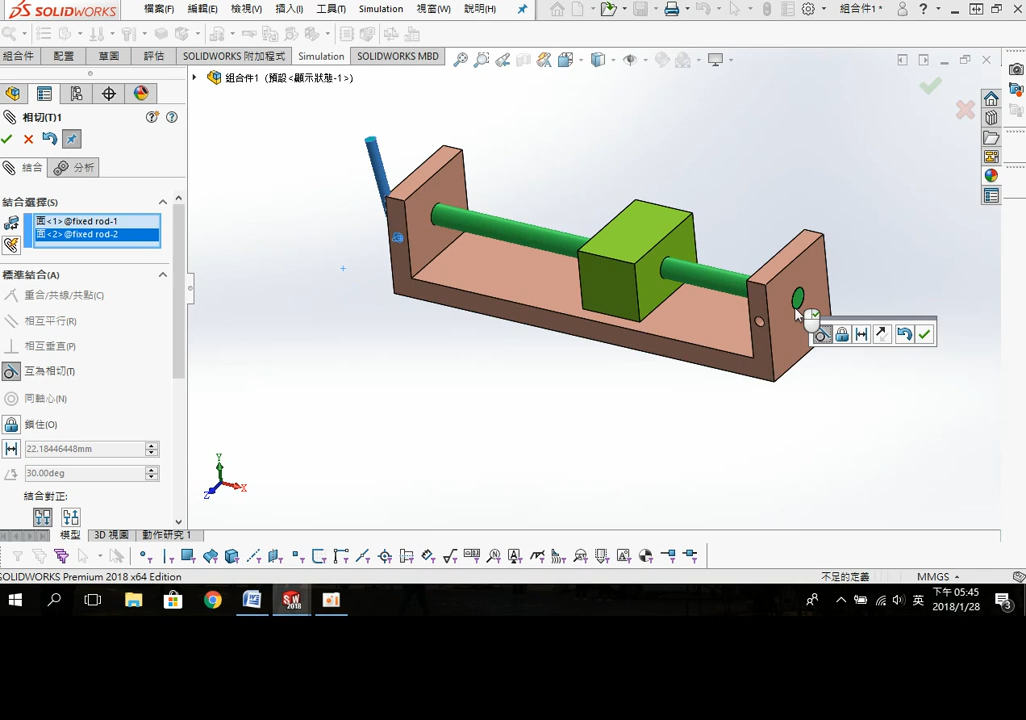 SOLIDWORKS 檔案(F) 編輯(E) 檢視(V) 插入(I) 工具(T) Simulation 視窗(W) 說明(H) 組合件1 *
組合件 配置 草圖 評估 SOLIDWORKS 附加程式 Simulation SOLIDWORKS MBD
組合件1 (預設<顯示狀態-1>)
相切(T)1
結合 分析
結合選擇(S)
面<1>@fixed rod-1
面<2>@fixed rod-2
標準結合(A)
重合/共線/共點(C)
相互平行(R)
相互垂直(P)
互為相切(T)
同軸心(N)
鎖住(O)
22.18446448mm
30.00deg
結合對正:
Y
Z X
模型 3D 視圖 動作研究 1
SOLIDWORKS Premium 2018 x64 Edition 不足的定義 MMGS
SW 2018 英 下午 05:45
2018/1/28
3